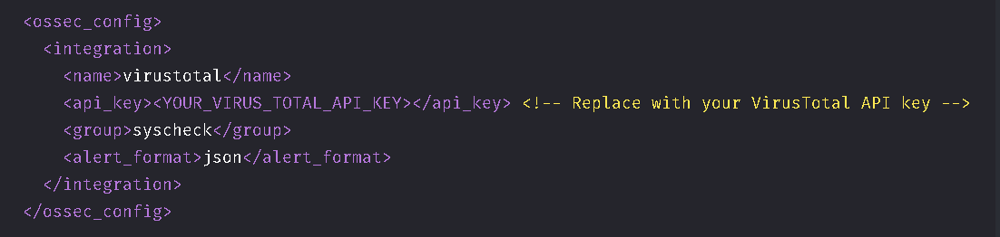 <ossec_config>
  <integration>
    <name>virustotal</name>
    <api_key><YOUR_VIRUS_TOTAL_API_KEY></api_key> <!-- Replace with your VirusTotal API key -->
    <group>syscheck</group>
    <alert_format>json</alert_format>
  </integration>
</ossec_config>